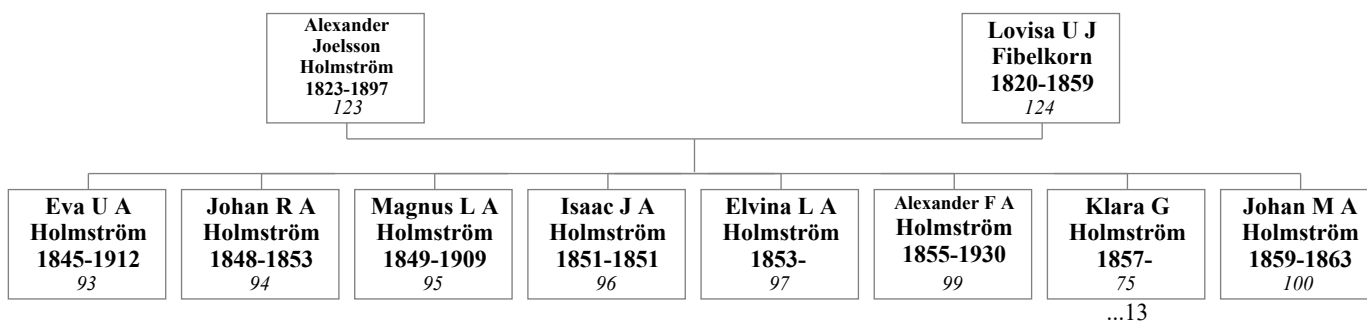 Alexander
Joelsson
Holmström
1823-1897
123
Lovisa U J
Fibelkorn
1820-1859
124
Eva U A
Holmström
1845-1912
93
Johan R A
Holmström
1848-1853
94
Magnus L A
Holmström
1849-1909
95
Isaac J A
Holmström
1851-1851
96
Elvina L A
Holmström
1853-
97
Alexander F A
Holmström
1855-1930
99
Klara G
Holmström
1857-
75
...13
Johan M A
Holmström
1859-1863
100